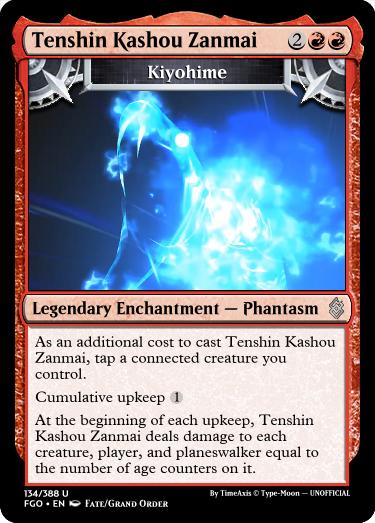 Tenshin Kashou Zanmai 2
Kiyohime
Legendary Enchantment — Phantasm
As an additional cost to cast Tenshin Kashou
Zanmai, tap a connected creature you
control.
Cumulative upkeep 1
At the beginning of each upkeep, Tenshin
Kashou Zanmai deals damage to each
creature, player, and planeswalker equal to
the number of age counters on it.
134/388 U
FGO • EN Fate/Grand Order
By TimeAxis © Type-Moon — UNOFFICIAL